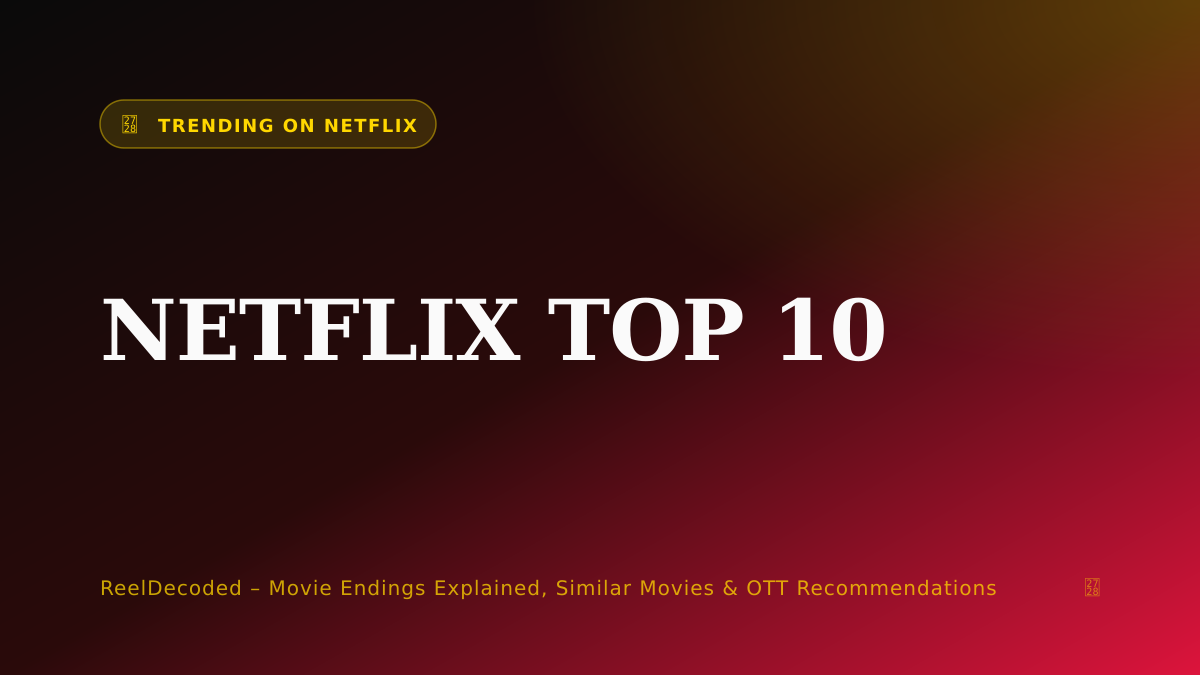 TRENDING ON NETFLIX
NETFLIX TOP 10
ReelDecoded – Movie Endings Explained, Similar Movies & OTT Recommendations